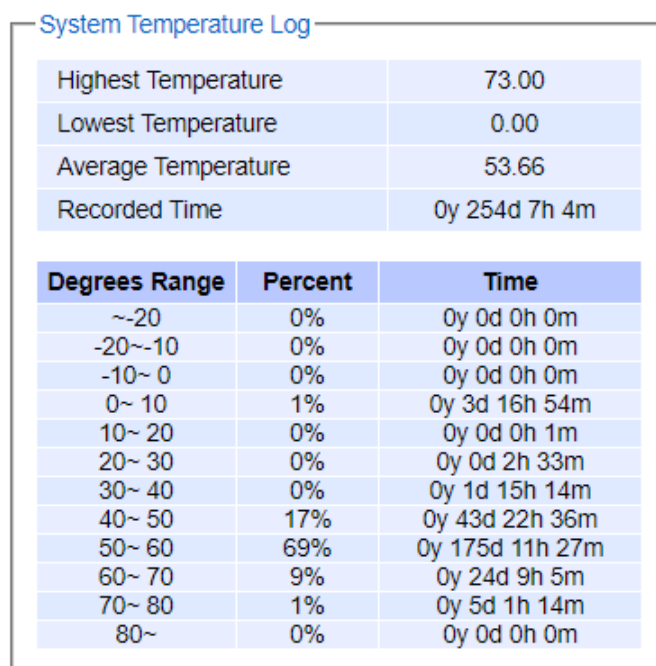 System Temperature Log
Highest Temperature 73.00
Lowest Temperature 0.00
Average Temperature 53.66
Recorded Time 0y 254d 7h 4m
Degrees Range Percent Time
~-20 0% 0y 0d 0h 0m
-20~-10 0% 0y 0d 0h 0m
-10~ 0 0% 0y 0d 0h 0m
0~ 10 1% 0y 3d 16h 54m
10~ 20 0% 0y 0d 0h 1m
20~ 30 0% 0y 0d 2h 33m
30~ 40 0% 0y 1d 15h 14m
40~ 50 17% 0y 43d 22h 36m
50~ 60 69% 0y 175d 11h 27m
60~ 70 9% 0y 24d 9h 5m
70~ 80 1% 0y 5d 1h 14m
80~ 0% 0y 0d 0h 0m